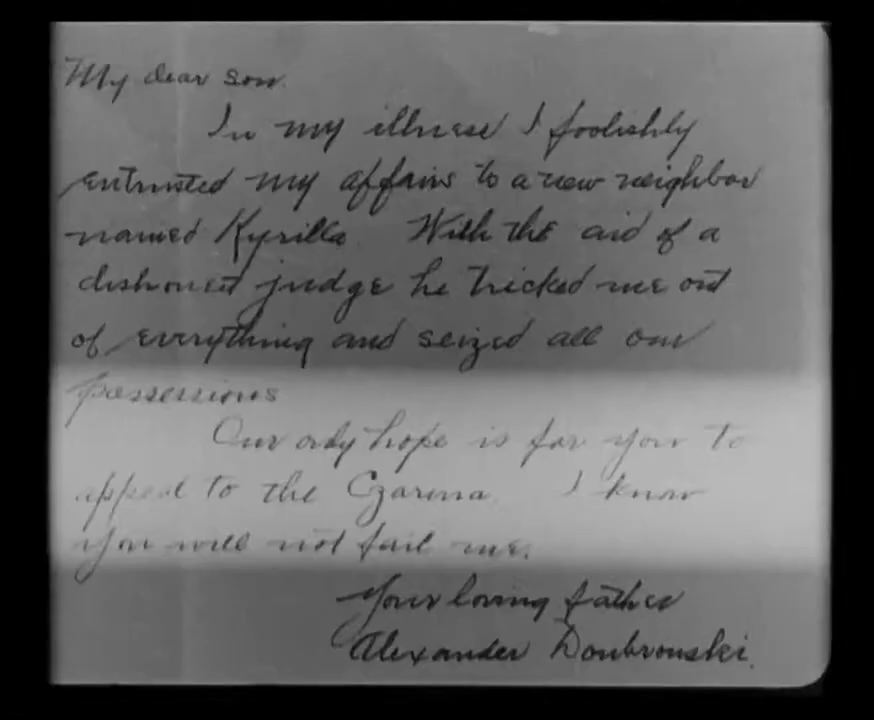 My dear son.
In my illness I foolishly
entrusted my affairs to a new neighbor
named Kyrilla. With the aid of a
dishonest judge he tricked me out
of everything and seized all our
possessions
Our only hope is for you to
appeal to the Czarina. I know
you will not fail me.
Your loving father
Alexander Doubrouski.